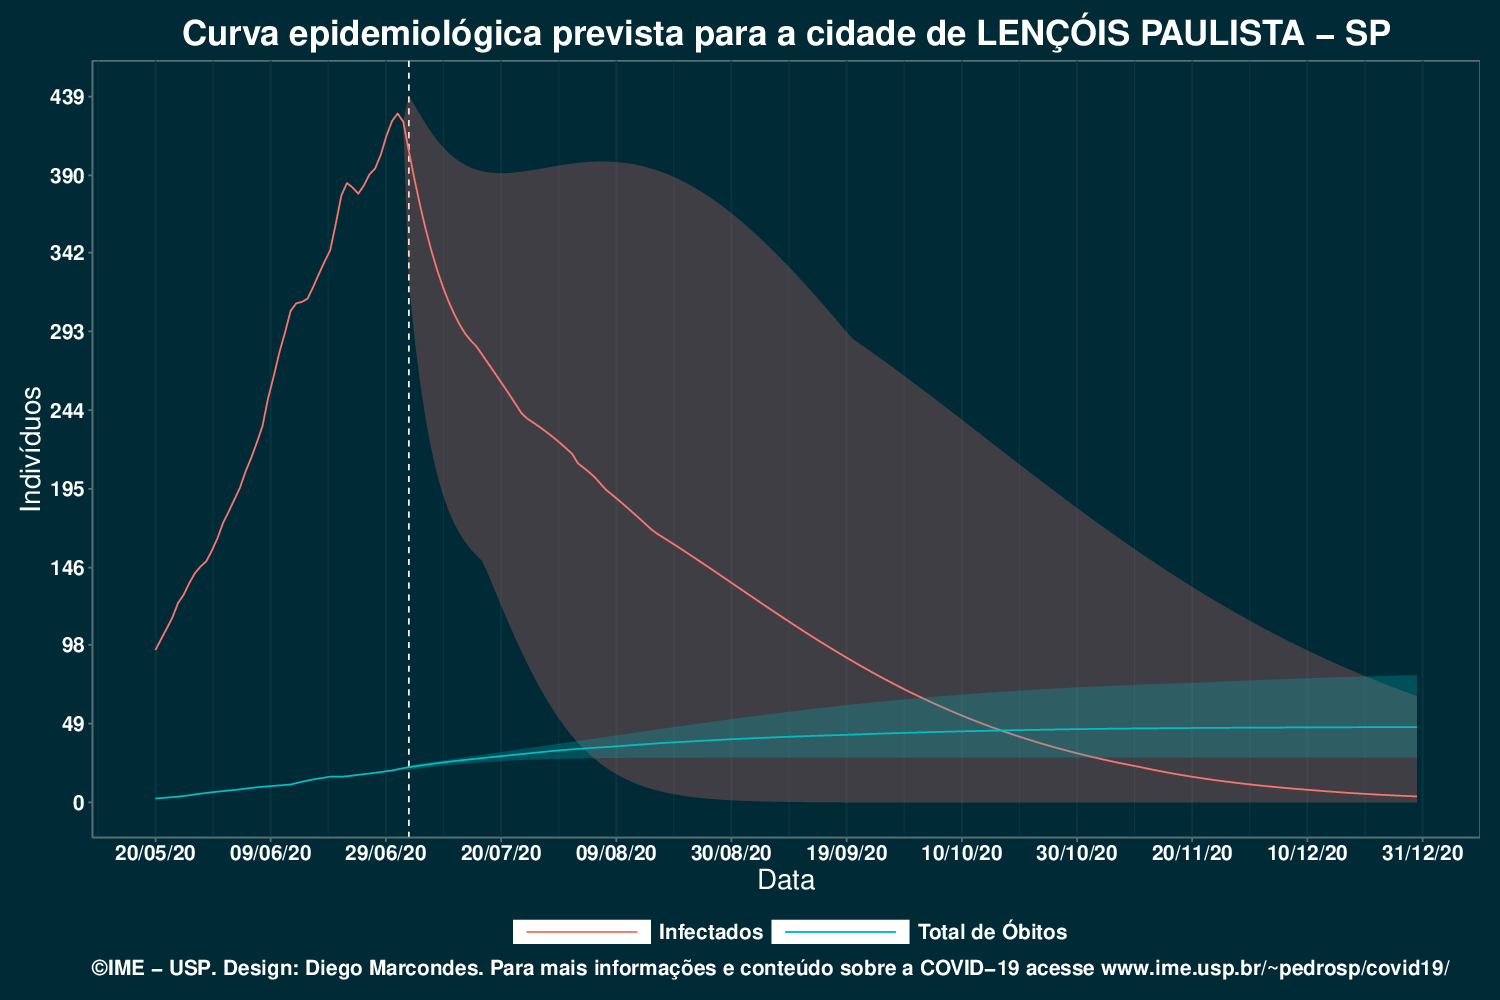 Curva epidemiológica prevista para a cidade de LENÇÓIS PAULISTA − SP
Indivíduos
439
390
342
293
244
195
146
98
49
0
20/05/20 09/06/20 29/06/20 20/07/20 09/08/20 30/08/20 19/09/20 10/10/20 30/10/20 20/11/20 10/12/20 31/12/20
Data
Infectados Total de Óbitos
©IME − USP. Design: Diego Marcondes. Para mais informações e conteúdo sobre a COVID−19 acesse www.ime.usp.br/~pedrosp/covid19/